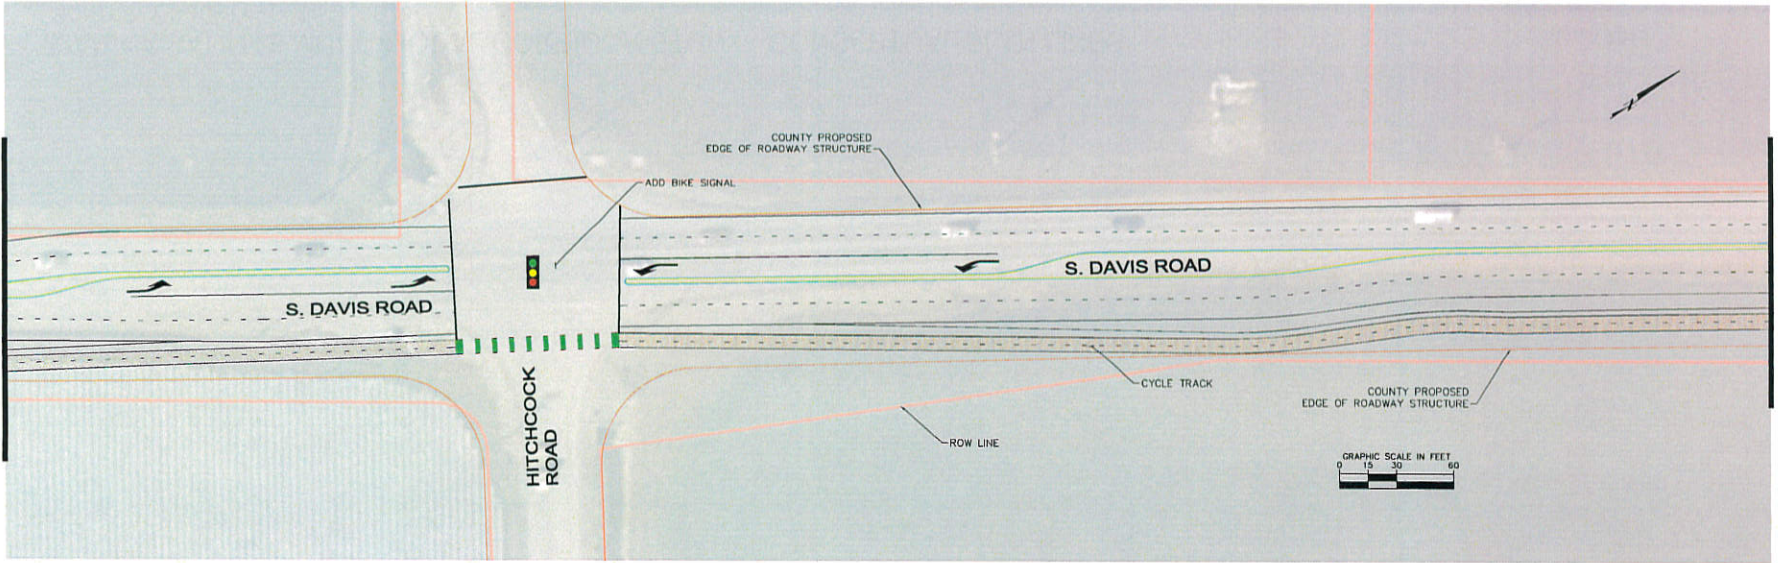 COUNTY PROPOSED
EDGE OF ROADWAY STRUCTURE
ADD BIKE SIGNAL
S. DAVIS ROAD
S. DAVIS ROAD
HITCHCOCK
ROAD
CYCLE TRACK
COUNTY PROPOSED
EDGE OF ROADWAY STRUCTURE
ROW LINE
GRAPHIC SCALE IN FEET
0 15 30 60